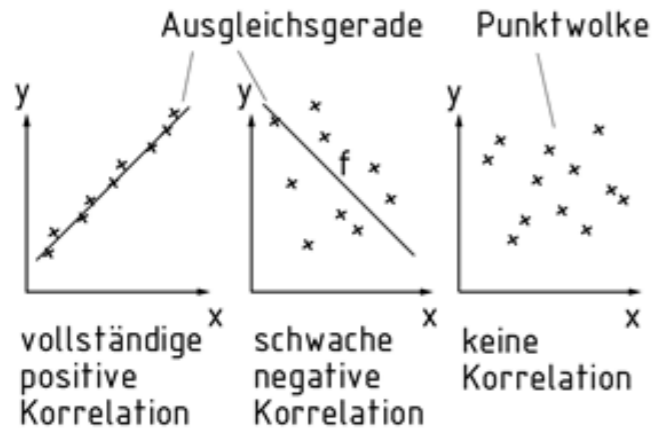 Ausgleichsgerade
Punktwolke
y
y
y
f
x
x
x
vollständige
positive
Korrelation
schwache
negative
Korrelation
keine
Korrelation